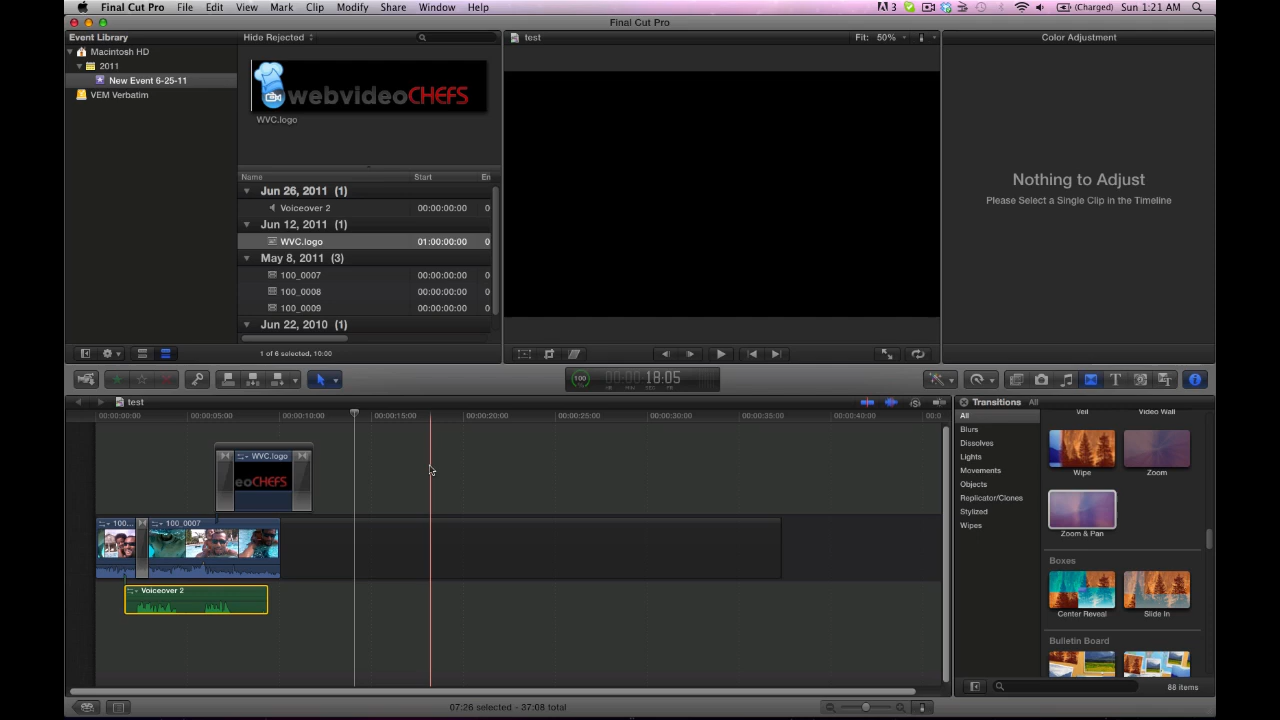 Final Cut Pro File Edit View Mark Clip Modify Share Window Help
3 (Charged) Sun 1:21 AM
Final Cut Pro
Event Library
Hide Rejected
test
Fit: 50%
Color Adjustment
Macintosh HD
2011
New Event 6-25-11
VEM Verbatim
webvideoCHEFS
WVC.logo
Nothing to Adjust
Please Select a Single Clip in the Timeline
Name Start En
Jun 26, 2011 (1)
Voiceover 2 00:00:00:00 0
Jun 12, 2011 (1)
WVC.logo 01:00:00:00 0
May 8, 2011 (3)
100_0007 00:00:00:00 0
100_0008 00:00:00:00 0
100_0009 00:00:00:00 0
Jun 22, 2010 (1)
1 of 6 selected, 10:00
100 00:00:18:05
test
Transitions All
00:00:00:00 00:00:05:00 00:00:10:00 00:00:15:00 00:00:20:00 00:00:25:00 00:00:30:00 00:00:35:00 00:00:40:00 00:0
All
Blurs
Dissolves
Lights
Movements
Objects
Replicator/Clones
Stylized
Wipes
Veil Video Wall
Wipe Zoom
Zoom & Pan
Boxes
Center Reveal Slide In
Bulletin Board
WVC.logo
eoCHEFS
100... 100_0007
Voiceover 2
88 items
07:26 selected - 37:08 total